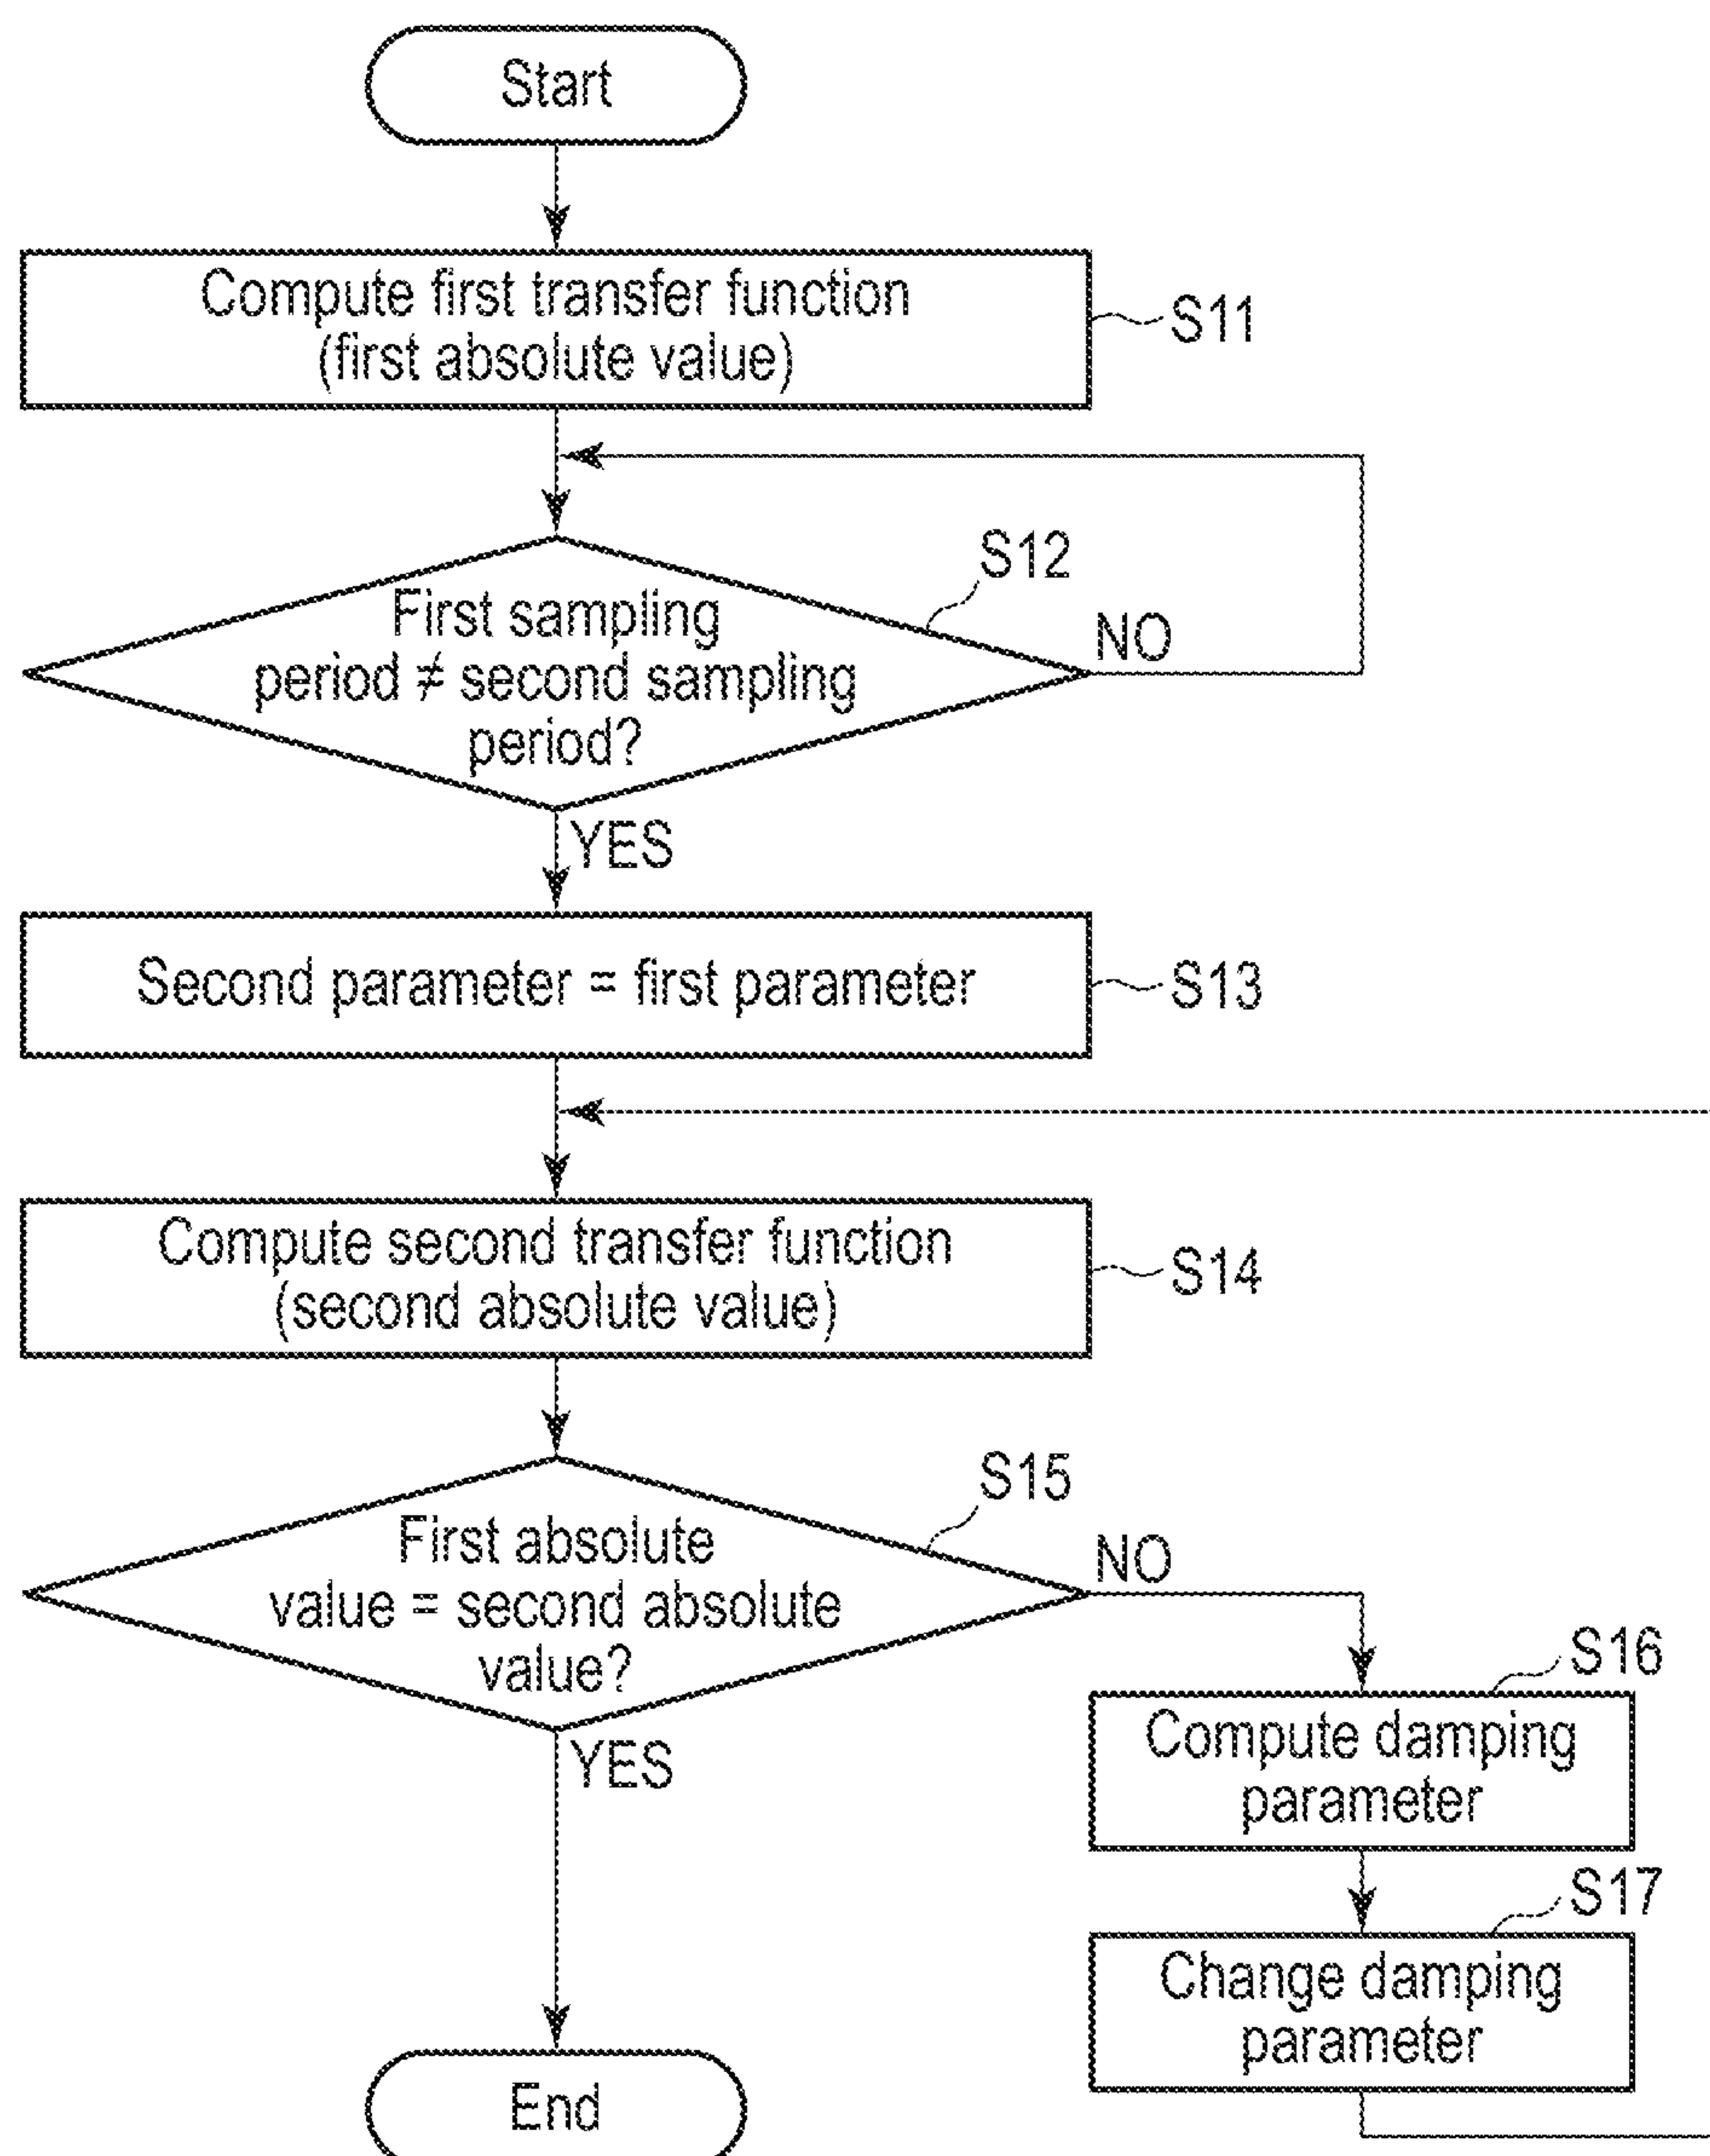 Start
Compute first transfer function
(first absolute value)
S11
S12
First sampling
period ≠ second sampling
period?
NO
YES
Second parameter = first parameter
S13
Compute second transfer function
(second absolute value)
S14
S15
First absolute
value = second absolute
value?
NO
YES
S16
Compute damping
parameter
S17
Change damping
parameter
End